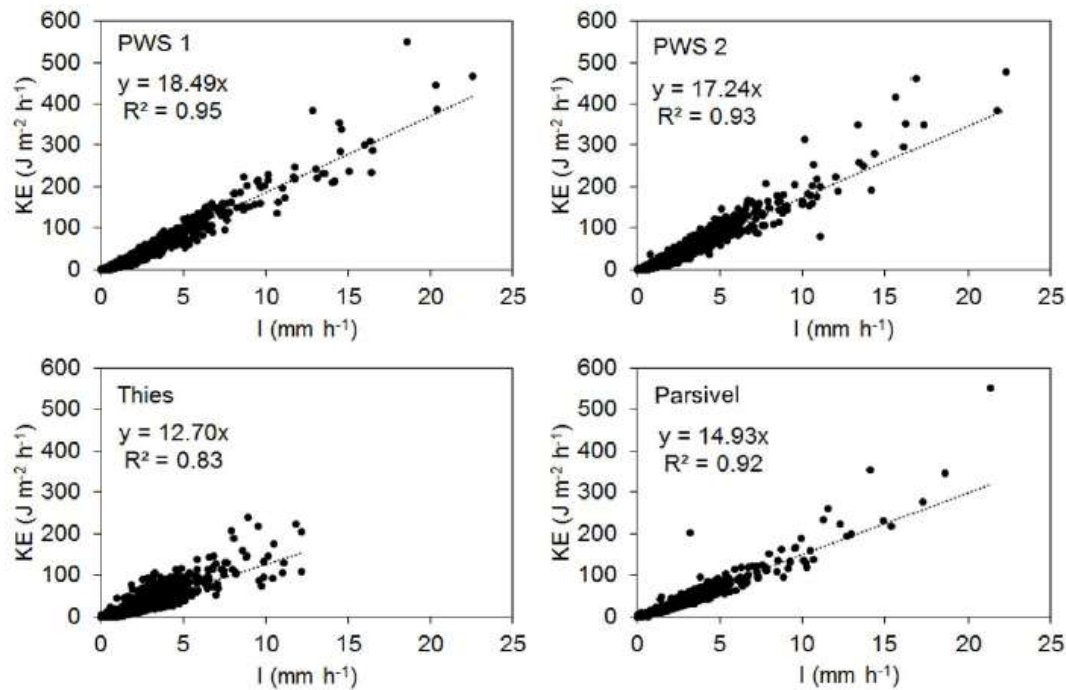 600
500
400
300
200
100
0
KE (J m⁻² h⁻¹)
PWS 1
y = 18.49x
R² = 0.95
0 5 10 15 20 25
I (mm h⁻¹)
600
500
400
300
200
100
0
KE (J m⁻² h⁻¹)
PWS 2
y = 17.24x
R² = 0.93
0 5 10 15 20 25
I (mm h⁻¹)
600
500
400
300
200
100
0
KE (J m⁻² h⁻¹)
Thies
y = 12.70x
R² = 0.83
0 5 10 15 20 25
I (mm h⁻¹)
600
500
400
300
200
100
0
KE (J m⁻² h⁻¹)
Parsivel
y = 14.93x
R² = 0.92
0 5 10 15 20 25
I (mm h⁻¹)